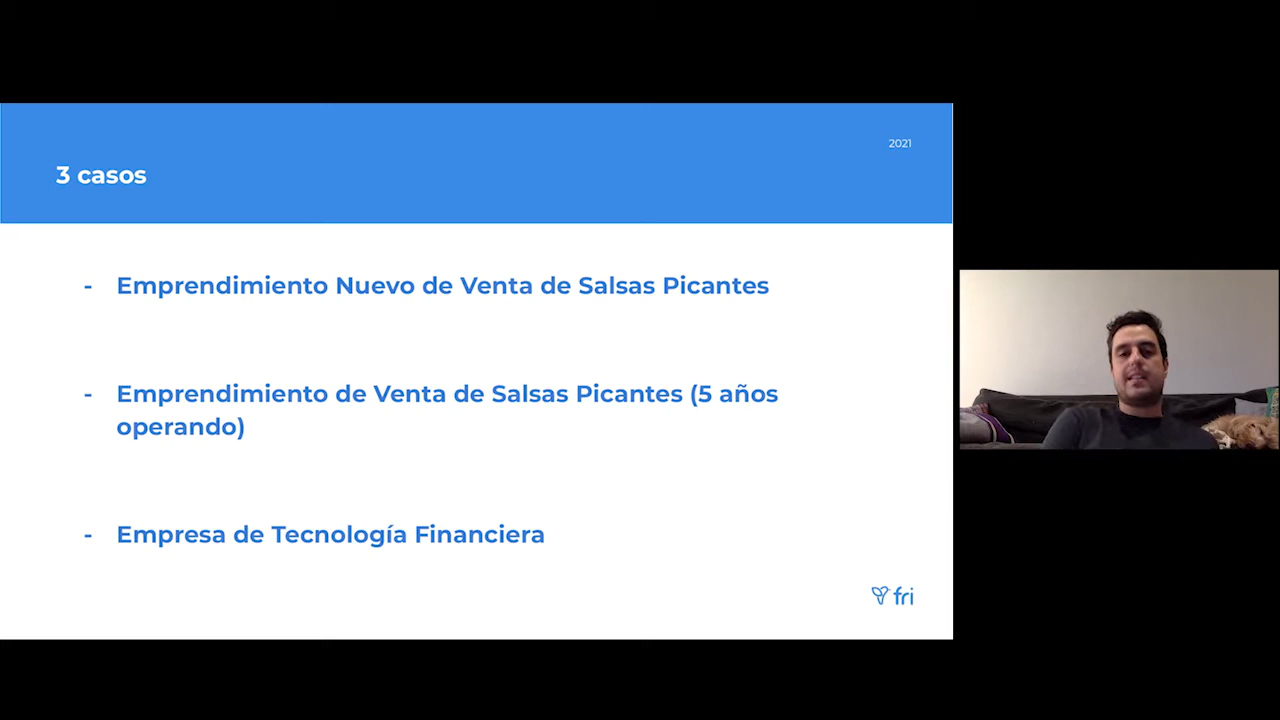 2021
3 casos
- Emprendimiento Nuevo de Venta de Salsas Picantes
- Emprendimiento de Venta de Salsas Picantes (5 años
operando)
- Empresa de Tecnología Financiera
fri